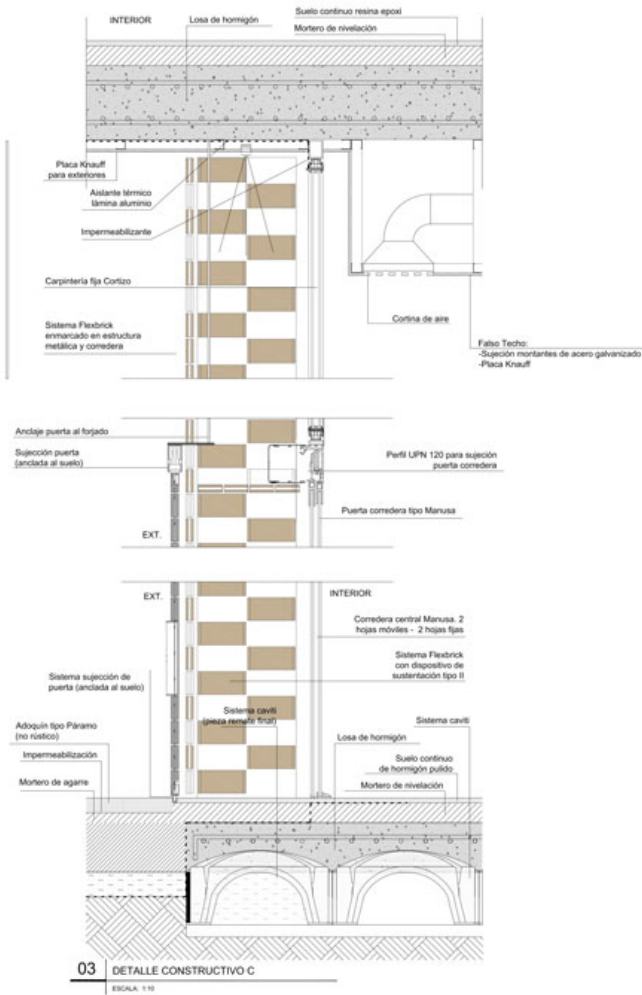 Suelo continuo resina epoxi
INTERIOR
Losa de hormigón
Mortero de nivelación
Placa Knauff
para exteriores
Aislante térmico
lámina aluminio
Impermeabilizante
Carpintería fija Cortizo
Sistema Flexbrick
enmarcado en estructura
metálica y corredera
Cortina de aire
Falso Techo:
-Sujeción montantes de acero galvanizado
-Placa Knauff
Anclaje puerta al forjado
Sujección puerta
(anclada al suelo)
Perfil UPN 120 para sujeción
puerta corredera
Puerta corredera tipo Manusa
EXT.
EXT.
INTERIOR
Corredera central Manusa. 2
hojas móviles - 2 hojas fijas
Sistema Flexbrick
con dispositivo de
sustentación tipo II
Sistema sujección de
puerta (anclada al suelo)
Sistema caviti
(pieza remate final)
Sistema caviti
Adoquín tipo Páramo
(no rústico)
Losa de hormigón
Impermeabilización
Suelo continuo
de hormigón pulido
Mortero de agarre
Mortero de nivelación
03 DETALLE CONSTRUCTIVO C
ESCALA: 1:10